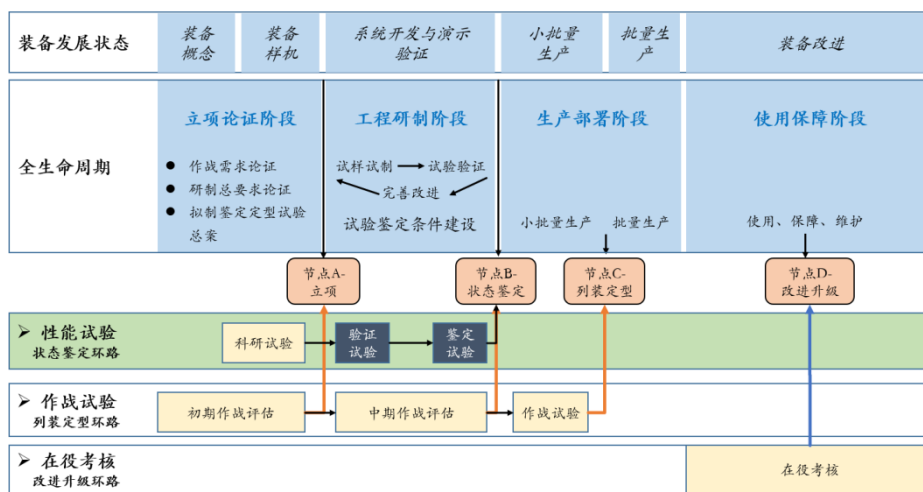 装备发展状态
装备
概念
装备
样机
系统开发与演示
验证
小批量
生产
批量生
产
装备改进
全生命周期
立项论证阶段
● 作战需求论证
● 研制总要求论证
● 拟制鉴定定型试验
总案
工程研制阶段
试样试制
试验验证
完善改进
试验鉴定条件建设
生产部署阶段
小批量生产
批量生产
使用保障阶段
使用、保障、维护
节点A-
立项
节点B-
状态鉴定
节点C-
列装定型
节点D-
改进升级
➢ 性能试验
状态鉴定环路
科研试验
验证
试验
鉴定
试验
➢ 作战试验
列装定型环路
初期作战评估
中期作战评估
作战试验
➢ 在役考核
改进升级环路
在役考核